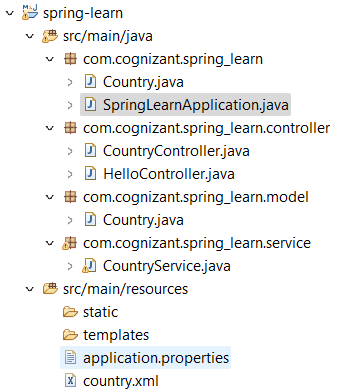 spring-learn
src/main/java
com.cognizant.spring_learn
Country.java
SpringLearnApplication.java
com.cognizant.spring_learn.controller
CountryController.java
HelloController.java
com.cognizant.spring_learn.model
Country.java
com.cognizant.spring_learn.service
CountryService.java
src/main/resources
static
templates
application.properties
country.xml